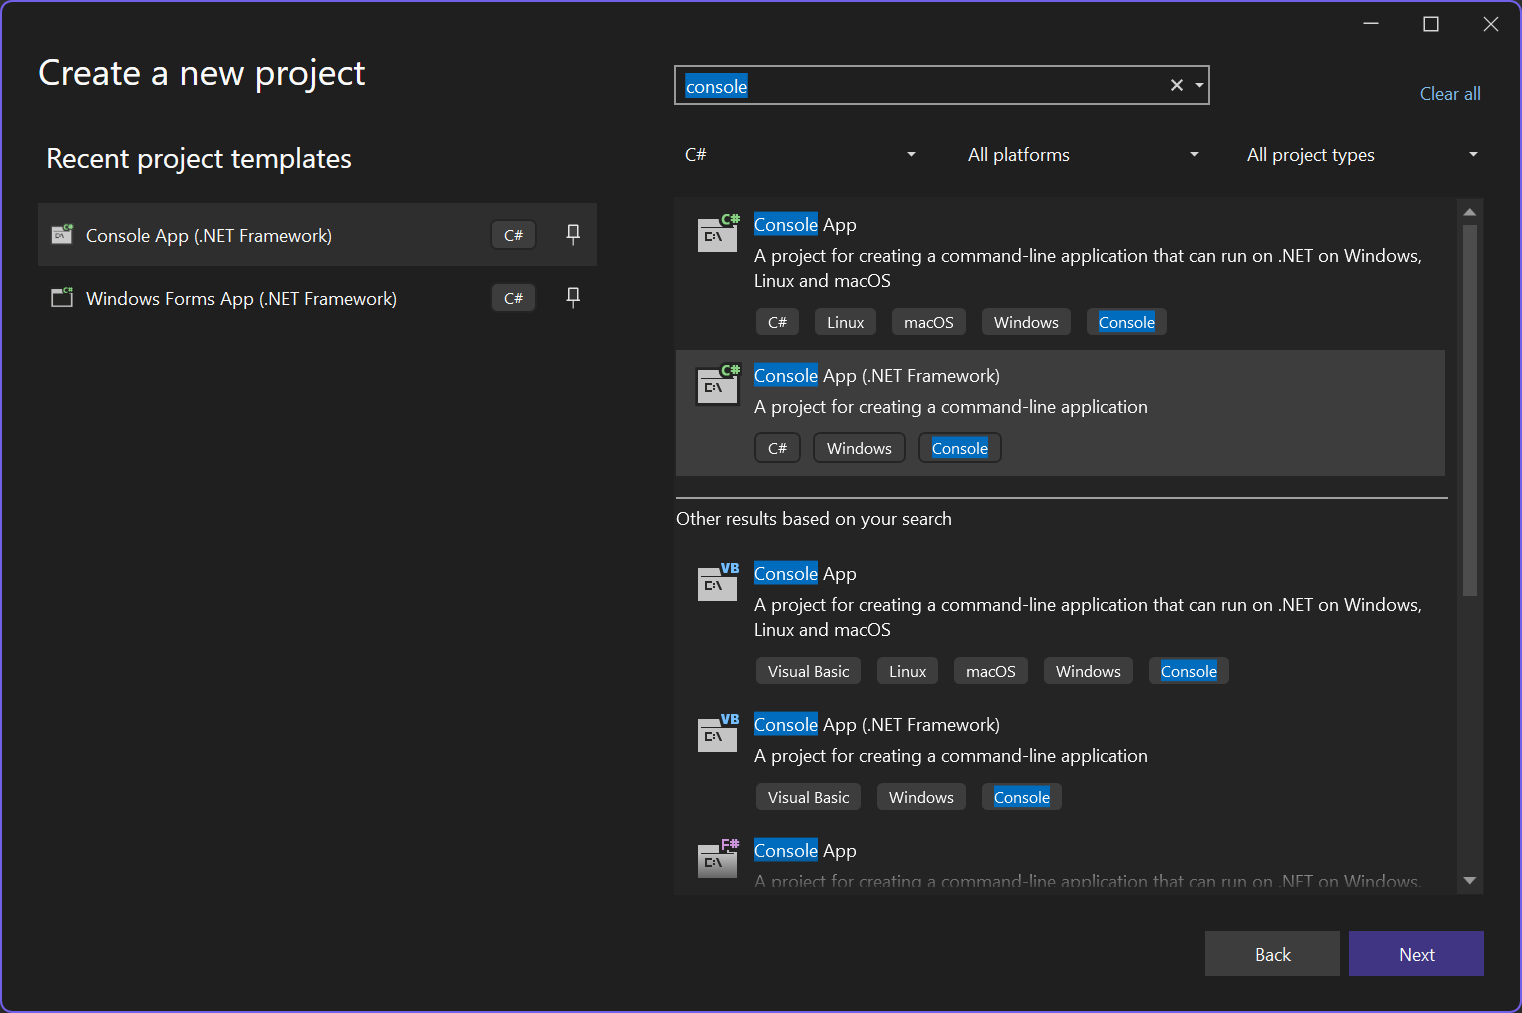 Create a new project
Recent project templates
Console App (.NET Framework)
C#
Windows Forms App (.NET Framework)
C#
console
Clear all
C#
All platforms
All project types
C#
C:\
Console App
A project for creating a command-line application that can run on .NET on Windows,
Linux and macOS
C#
Linux
macOS
Windows
Console
C#
C:\
Console App (.NET Framework)
A project for creating a command-line application
C#
Windows
Console
Other results based on your search
VB
C:\
Console App
A project for creating a command-line application that can run on .NET on Windows,
Linux and macOS
Visual Basic
Linux
macOS
Windows
Console
VB
C:\
Console App (.NET Framework)
A project for creating a command-line application
Visual Basic
Windows
Console
F#
C:\
Console App
A project for creating a command-line application that can run on .NET on Windows,
Back
Next